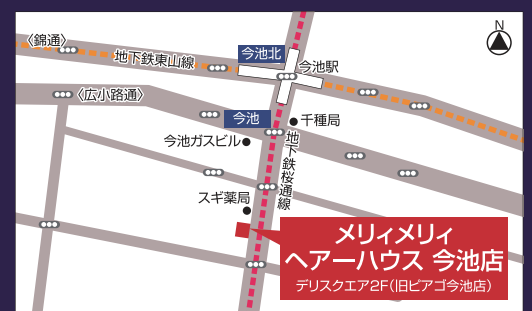 N
〈錦通〉
地下鉄東山線
今池北
今池駅
〈広小路通〉
今池
千種局
今池ガスビル
地下鉄桜通線
スギ薬局
メリィメリィ
ヘアーハウス 今池店
デリスクエア2F(旧ピアゴ今池店)